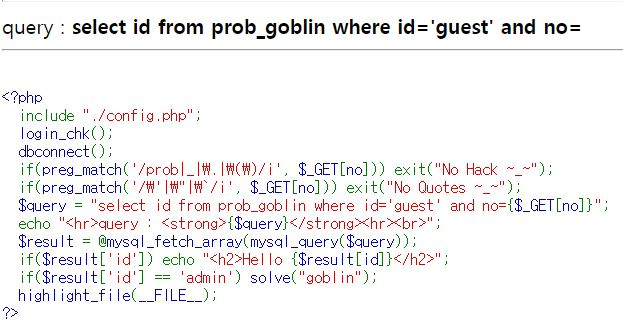 query : select id from prob_goblin where id='guest' and no=
<?php
include "./config.php";
login_chk();
dbconnect();
if(preg_match('/prob|_|₩.|₩(₩)/i', $_GET[no])) exit("No Hack ~_~");
if(preg_match('/₩'|₩"|₩`/i', $_GET[no])) exit("No Quotes ~_~");
$query = "select id from prob_goblin where id='guest' and no={$_GET[no]}";
echo "<hr>query : <strong>{$query}</strong><hr><br>";
$result = @mysql_fetch_array(mysql_query($query));
if($result['id']) echo "<h2>Hello {$result[id]}</h2>";
if($result['id'] == 'admin') solve("goblin");
highlight_file(__FILE__);
?>